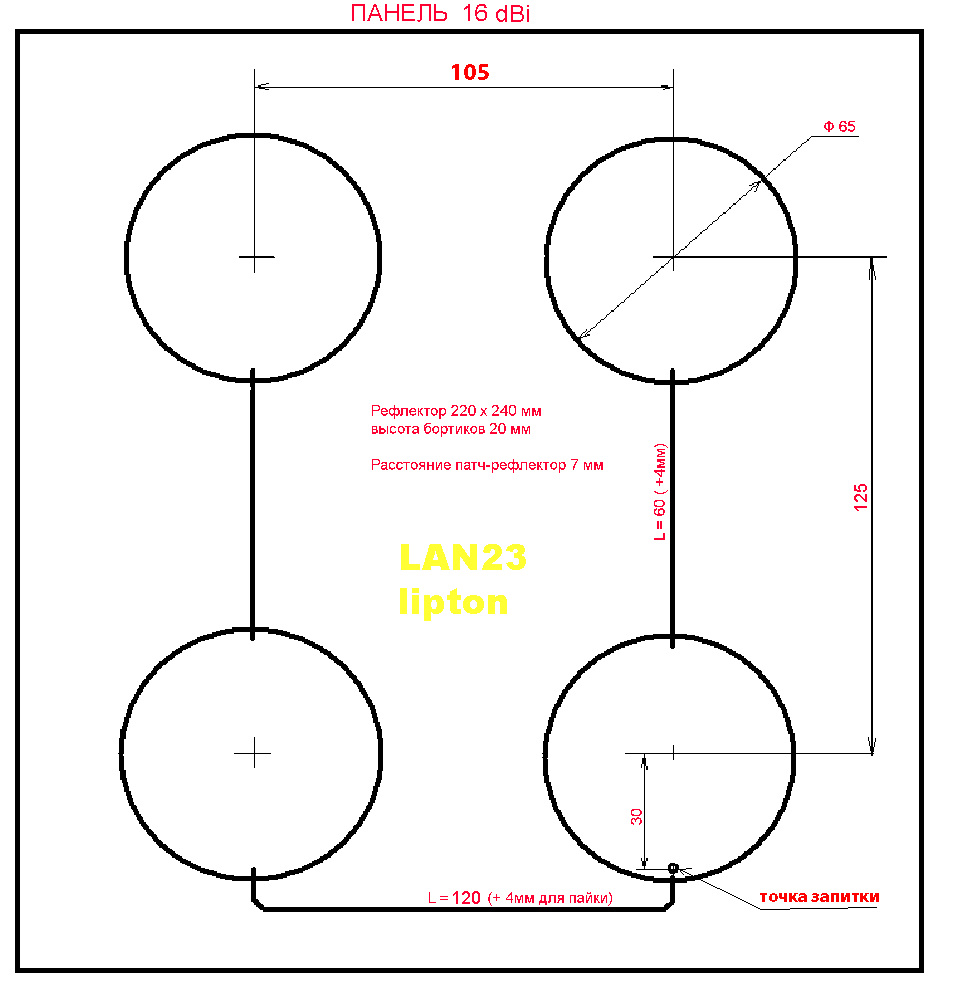 ПАНЕЛЬ 16 dBi
105
Ф 65
Рефлектор 220 x 240 мм
высота бортиков 20 мм
Расстояние патч-рефлектор 7 мм
L = 60 ( +4мм)
125
LAN23
lipton
30
L = 120 (+ 4мм для пайки)
точка запитки